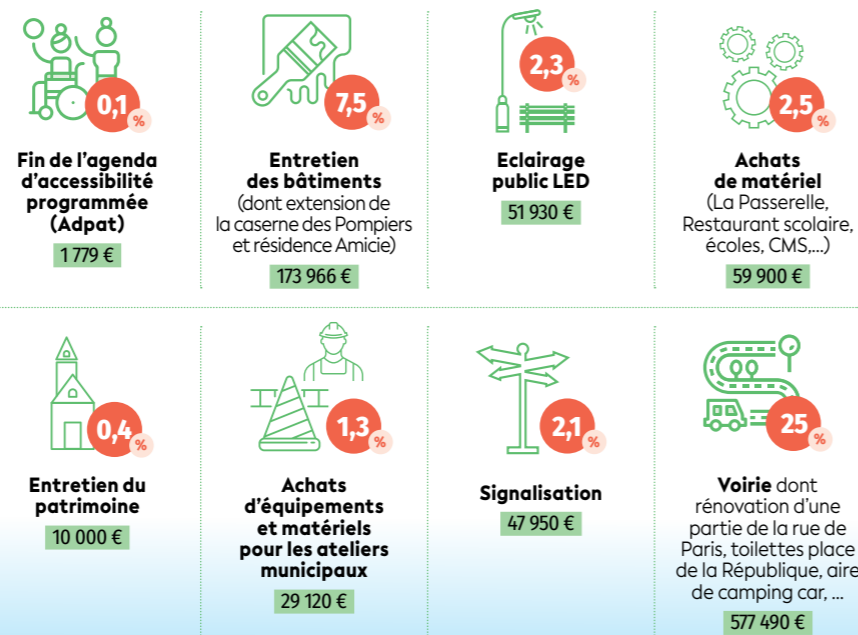 0,1 %
Fin de l'agenda
d'accessibilité
programmée
(Adpat)
1 779 €
7,5 %
Entretien
des bâtiments
(dont extension de
la caserne des Pompiers
et résidence Amicie)
173 966 €
2,3 %
Eclairage
public LED
51 930 €
2,5 %
Achats
de matériel
(La Passerelle,
Restaurant scolaire,
écoles, CMS,...)
59 900 €
0,4 %
Entretien du
patrimoine
10 000 €
1,3 %
Achats
d'équipements
et matériels
pour les ateliers
municipaux
29 120 €
2,1 %
Signalisation
47 950 €
25 %
Voirie dont
rénovation d'une
partie de la rue de
Paris, toilettes place
de la République, aire
de camping car, ...
577 490 €